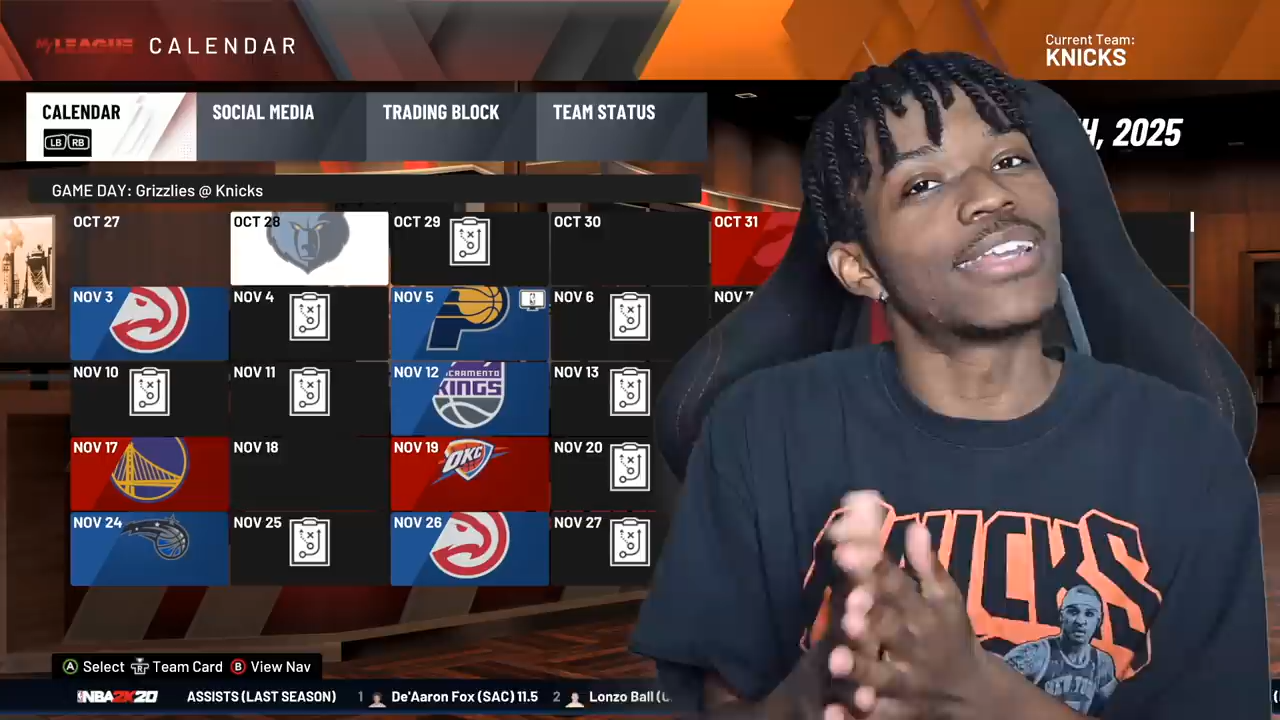 MyLEAGUE CALENDAR
Current Team:
KNICKS
CALENDAR
LB RB
SOCIAL MEDIA
TRADING BLOCK
TEAM STATUS
H, 2025
GAME DAY: Grizzlies @ Knicks
OCT 27
OCT 28
OCT 29
OCT 30
OCT 31
NOV 3
NOV 4
NOV 5
NOV 6
NOV 7
NOV 10
NOV 11
NOV 12
SACRAMENTO
KINGS
NOV 13
NOV 17
NOV 18
NOV 19
OKC
NOV 20
NOV 24
NOV 25
NOV 26
NOV 27
KNICKS
A Select R Team Card B View Nav
NBA2K20 ASSISTS (LAST SEASON) 1 De'Aaron Fox (SAC) 11.5 2 Lonzo Ball